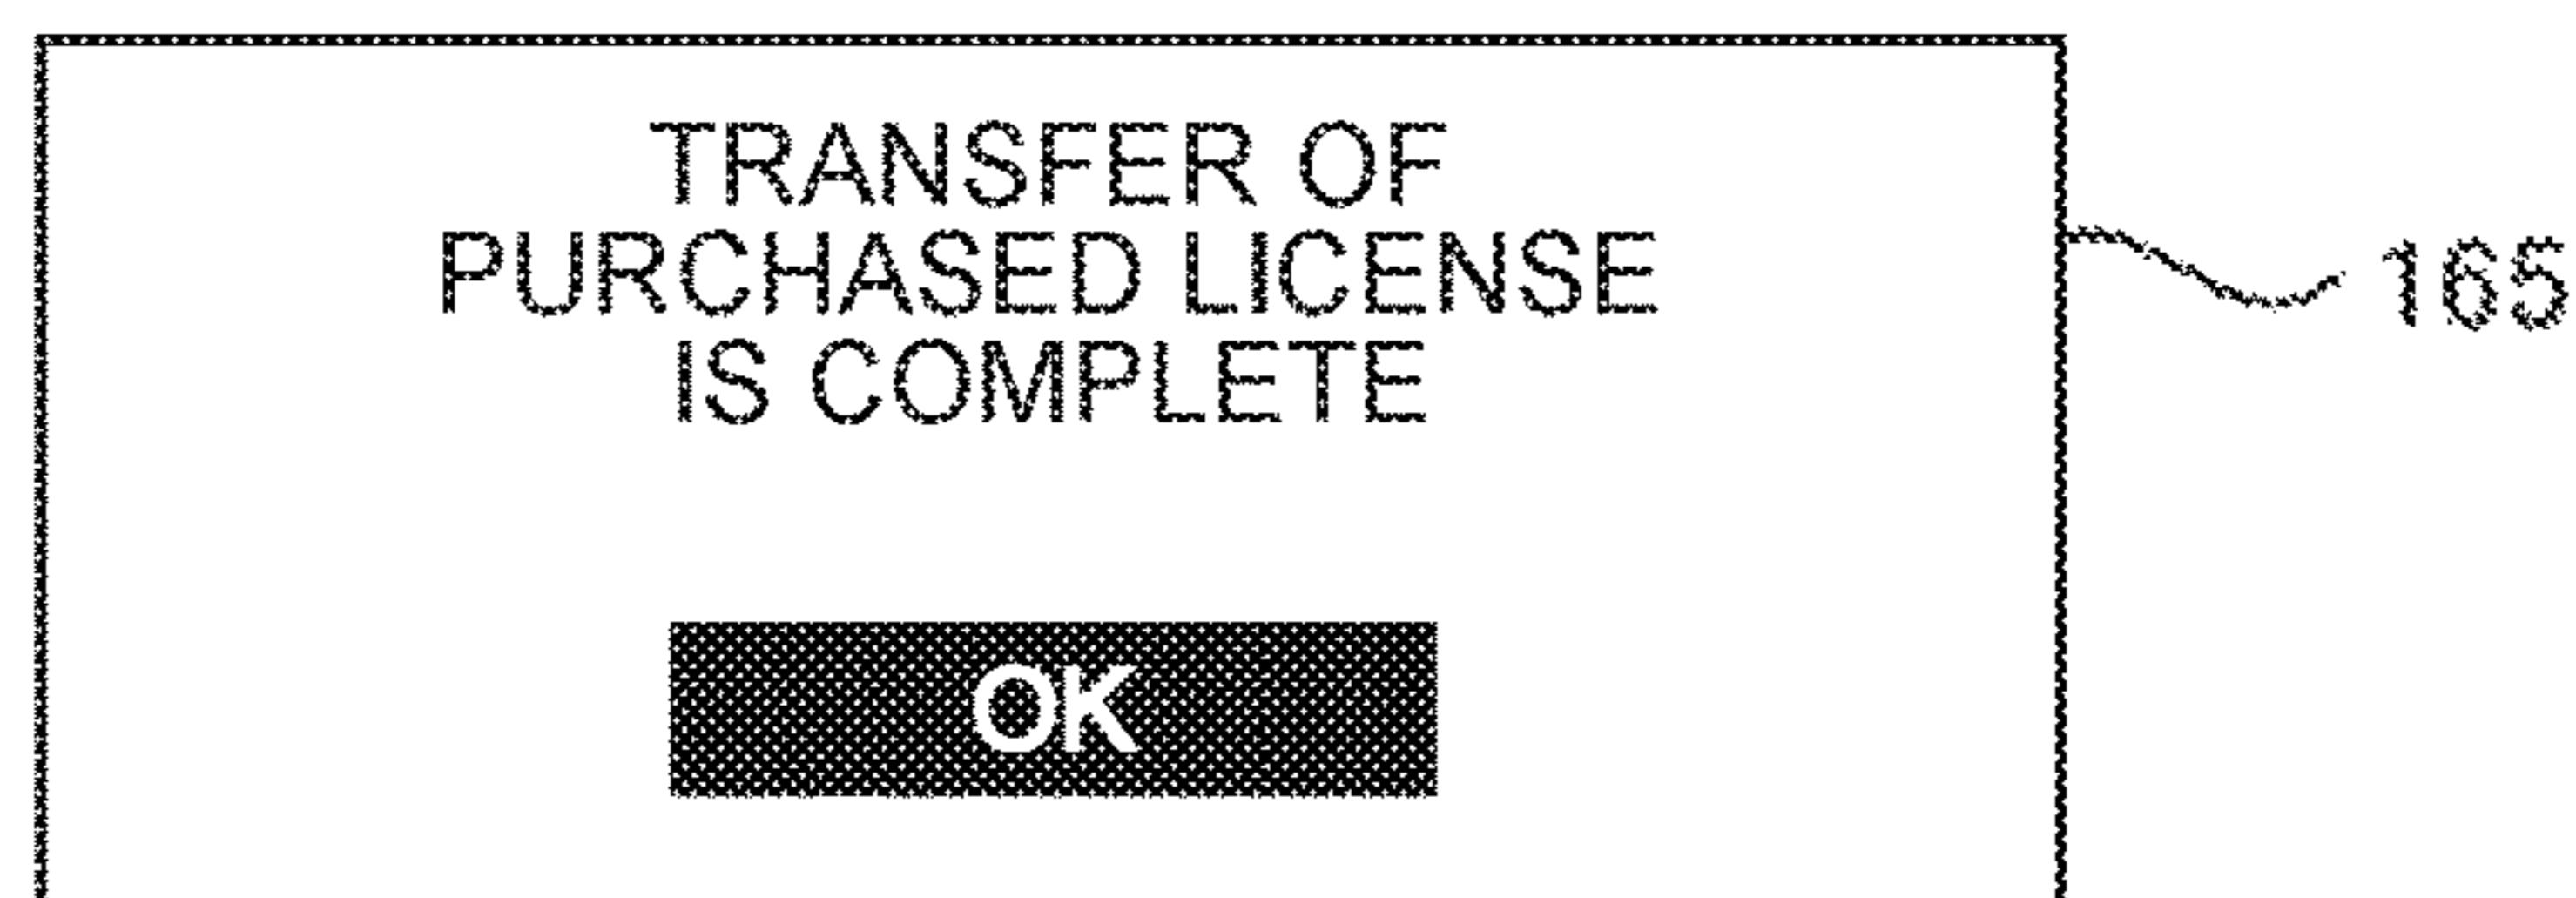 TRANSFER OF
PURCHASED LICENSE
IS COMPLETE
165
OK